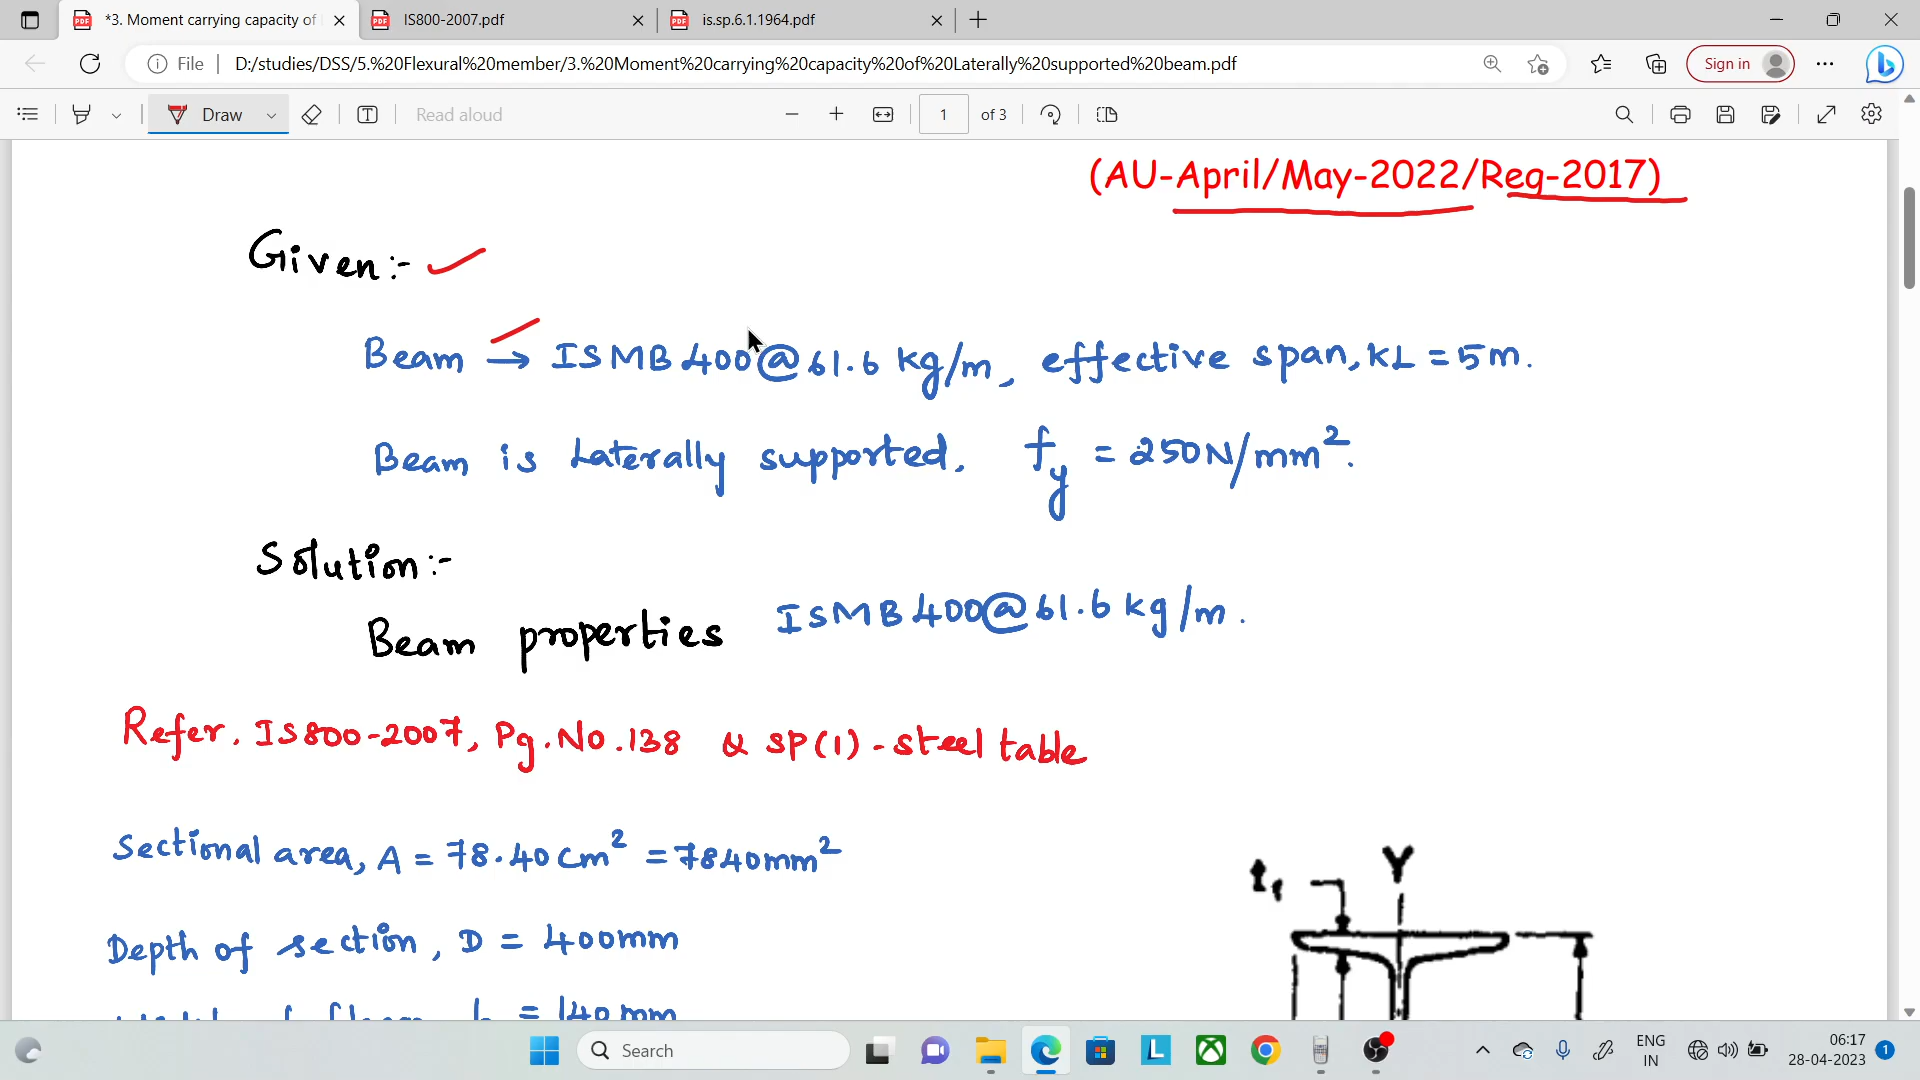 *3. Moment carrying capacity of
IS800-2007.pdf
is.sp.6.1.1964.pdf
File
D:/studies/DSS/5.%20Flexural%20member/3.%20Moment%20carrying%20capacity%20of%20Laterally%20supported%20beam.pdf
Sign in
Draw
Read aloud
1 of 3
(AU-April/May-2022/Reg-2017)
Given:-
Beam → ISMB 400@61.6 kg/m, effective span, KL = 5m.
Beam is Laterally supported. fy = 250N/mm².
Solution:-
Beam properties ISMB 400@61.6 kg/m.
Refer. IS800-2007, Pg.No.138 & SP(1)-steel table
Sectional area, A = 78.40cm² = 7840mm²
Depth of section, D = 400mm
= 140mm
Y
Search
ENG
IN
06:17
28-04-2023
1